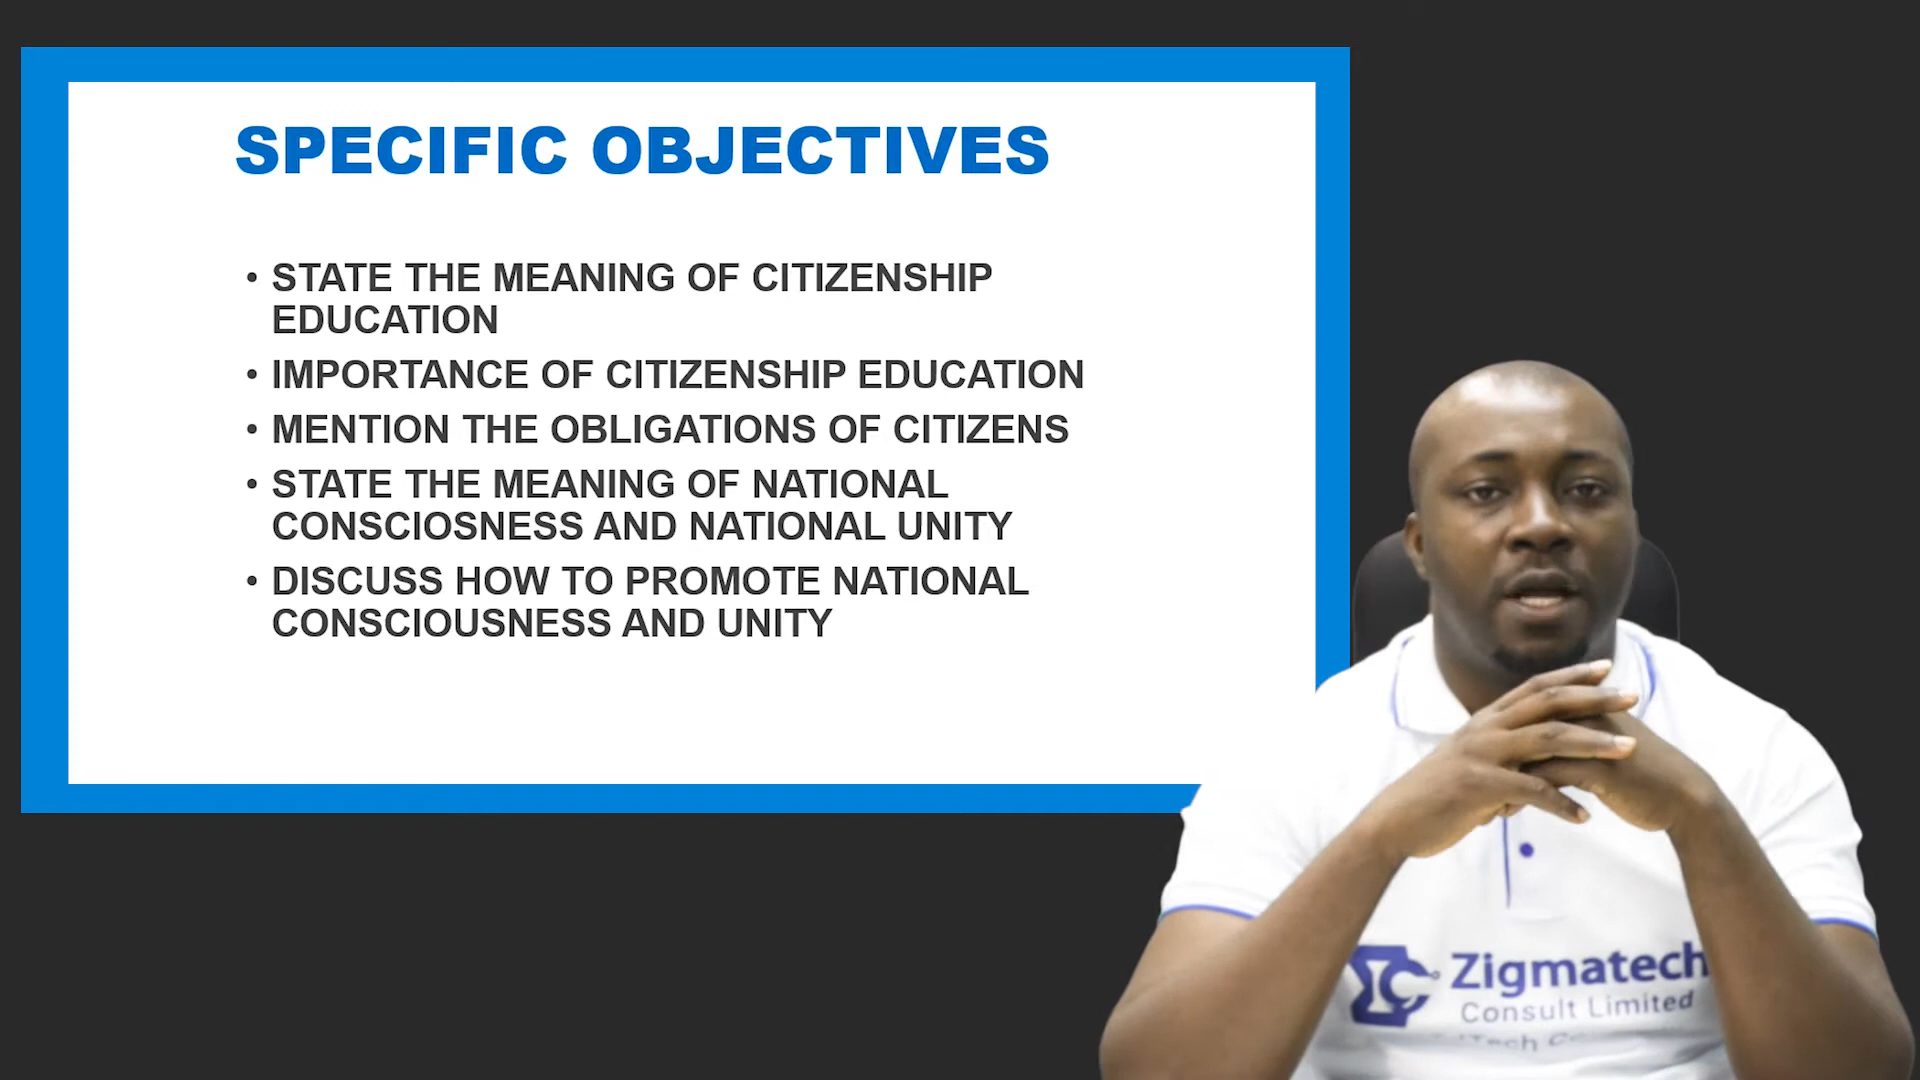 SPECIFIC OBJECTIVES
• STATE THE MEANING OF CITIZENSHIP
EDUCATION
• IMPORTANCE OF CITIZENSHIP EDUCATION
• MENTION THE OBLIGATIONS OF CITIZENS
• STATE THE MEANING OF NATIONAL
CONSCIOSNESS AND NATIONAL UNITY
• DISCUSS HOW TO PROMOTE NATIONAL
CONSCIOUSNESS AND UNITY
Zigmatech
Consult Limited